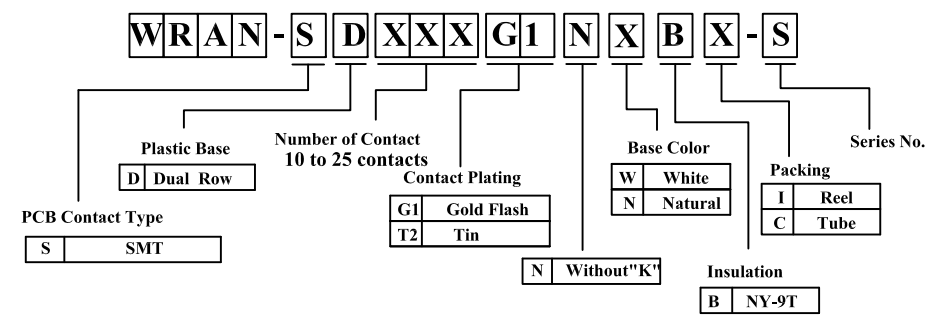 WRAN-SDXXXG1NXBX-S
Series No.
Number of Contact
10 to 25 contacts
Plastic Base
D Dual Row
Base Color
W White
N Natural
Packing
I Reel
C Tube
Contact Plating
G1 Gold Flash
T2 Tin
PCB Contact Type
S SMT
N Without"K"
Insulation
B NY-9T